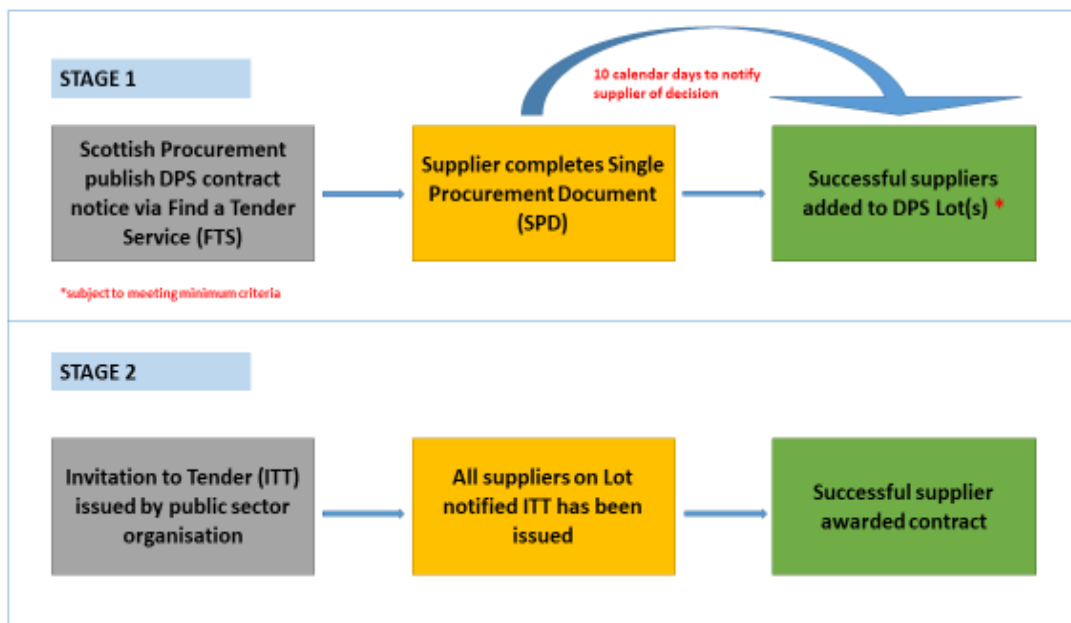 STAGE 1
10 calendar days to notify
supplier of decision
Scottish Procurement
publish DPS contract
notice via Find a Tender
Service (FTS)
Supplier completes Single
Procurement Document
(SPD)
Successful suppliers
added to DPS Lot(s) *
*subject to meeting minimum criteria
STAGE 2
Invitation to Tender (ITT)
issued by public sector
organisation
All suppliers on Lot
notified ITT has been
issued
Successful supplier
awarded contract